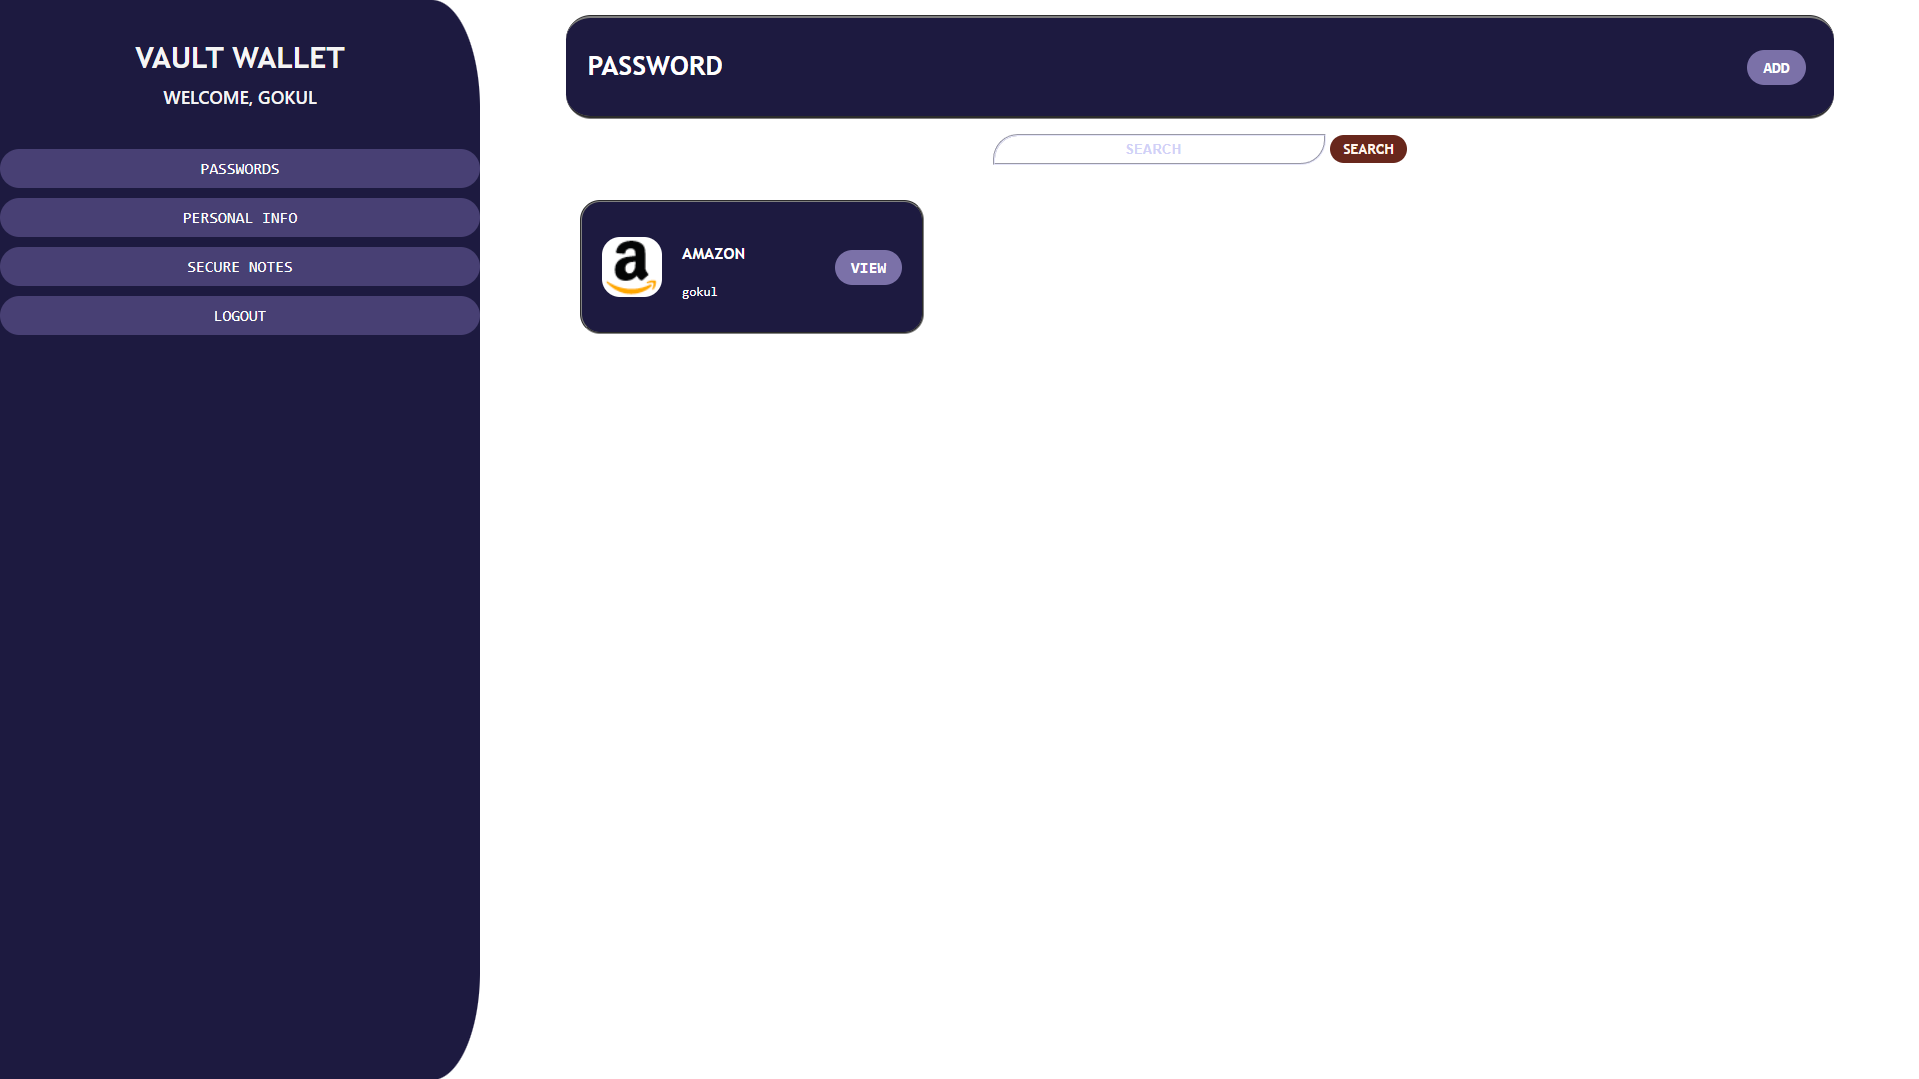 VAULT WALLET
WELCOME, GOKUL
PASSWORDS
PERSONAL INFO
SECURE NOTES
LOGOUT
PASSWORD
ADD
SEARCH SEARCH
a
AMAZON
gokul
VIEW